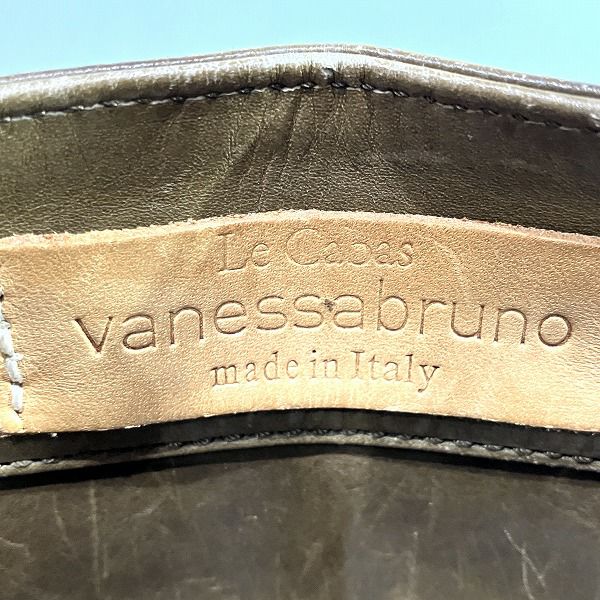 Le Cabas
vanessabruno
made in Italy